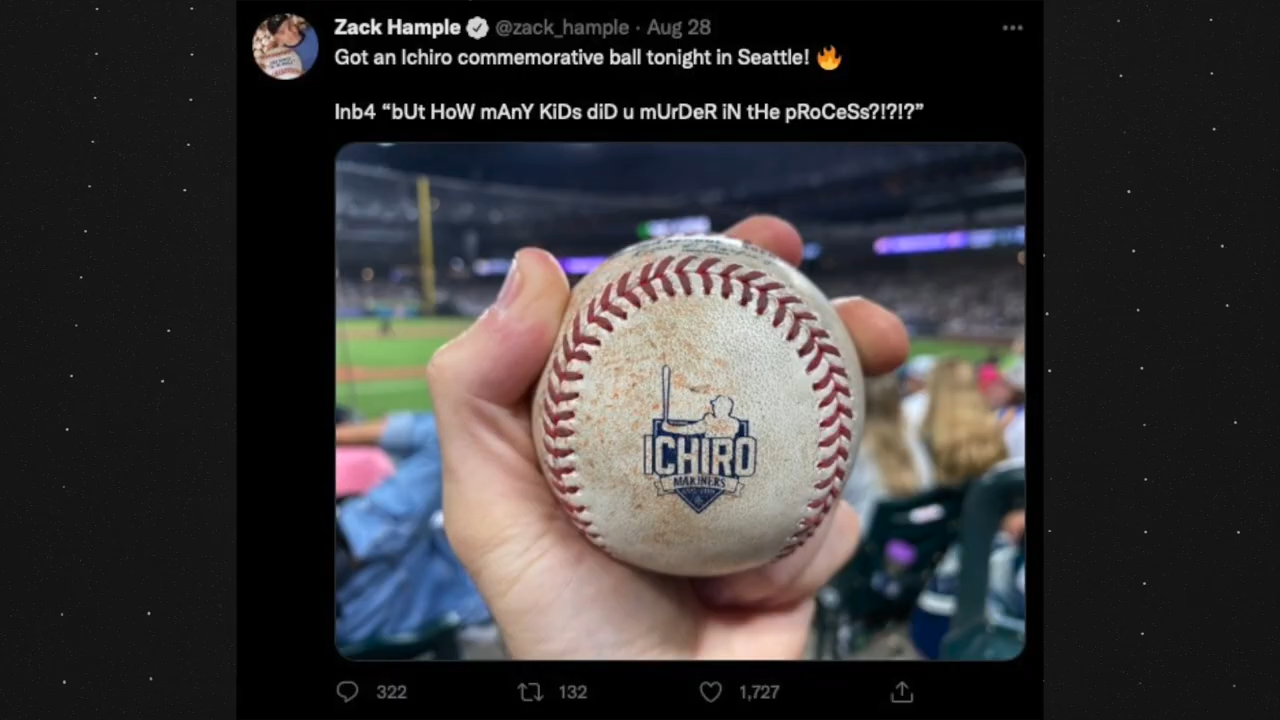 Zack Hample @zack_hample · Aug 28
Got an Ichiro commemorative ball tonight in Seattle! 🔥
Inb4 “bUt HoW mAnY KiDs diD u mUrDeR iN tHe pRoCeSs?!?!?”
ICHIRO
MARINERS
322 132 1,727